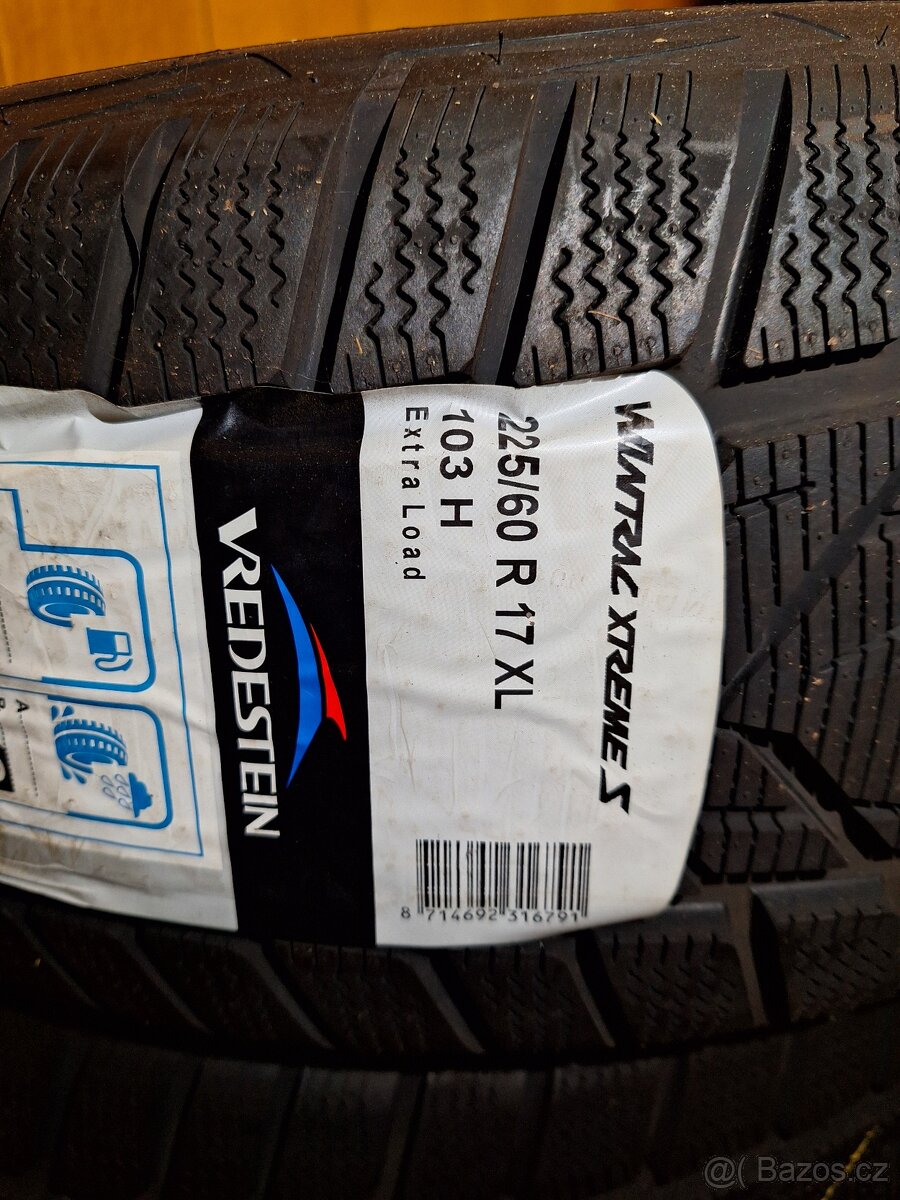 WINTRAC XTREME S
225/60 R 17 XL
103 H
Extra Load
8 714692 316791
VREDESTEIN
A
@( Bazos.cz